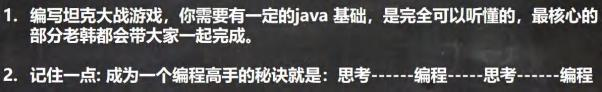 1. 编写坦克大战游戏，你需要有一定的java 基础，是完全可以听懂的，最核心的
部分老韩都会带大家一起完成。
2. 记住一点: 成为一个编程高手的秘诀就是：思考------编程-----思考------编程